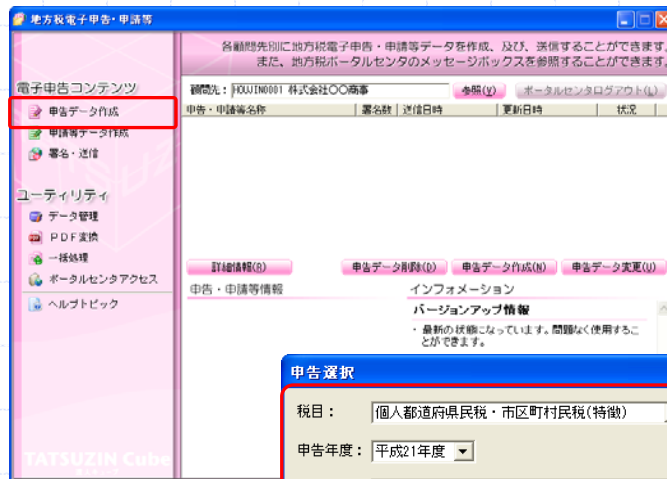 地方税電子申告・申請等
各顧問先別に地方税電子申告・申請等データを作成、及び、送信することができます。
また、地方税ポータルセンタのメッセージボックスを参照することができます。
電子申告コンテンツ
申告データ作成
申請等データ作成
署名・送信
ユーティリティ
データ管理
PDF変換
一括処理
ポータルセンタアクセス
ヘルプトピック
顧問先： HOUJIN0001 株式会社〇〇商事 参照(V) ポータルセンタログアウト(L)
申告・申請等名称 署名数 送信日時 更新日時 状況
詳細情報(R) 申告データ削除(D) 申告データ作成(N) 申告データ変更(U)
申告・申請等情報 インフォメーション
バージョンアップ情報
・ 最新の状態になっています。問題なく使用するこ
とができます。
申告選択
税目： 個人都道府県民税・市区町村民税(特徴)
申告年度： 平成21年度
TATSUZIN Cube